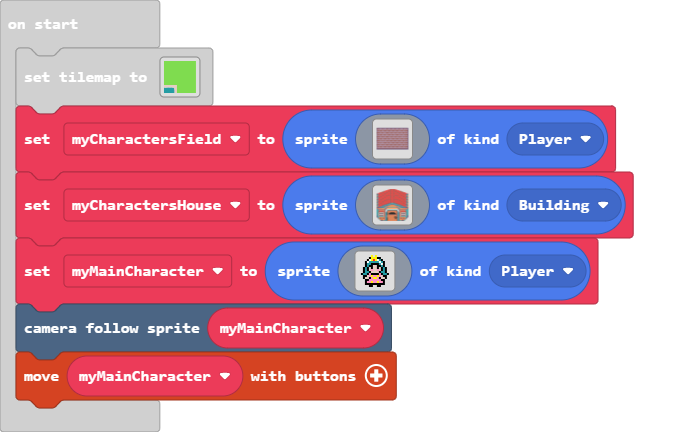 on start
set tilemap to
set myCharactersField to sprite of kind Player
set myCharactersHouse to sprite of kind Building
set myMainCharacter to sprite of kind Player
camera follow sprite myMainCharacter
move myMainCharacter with buttons